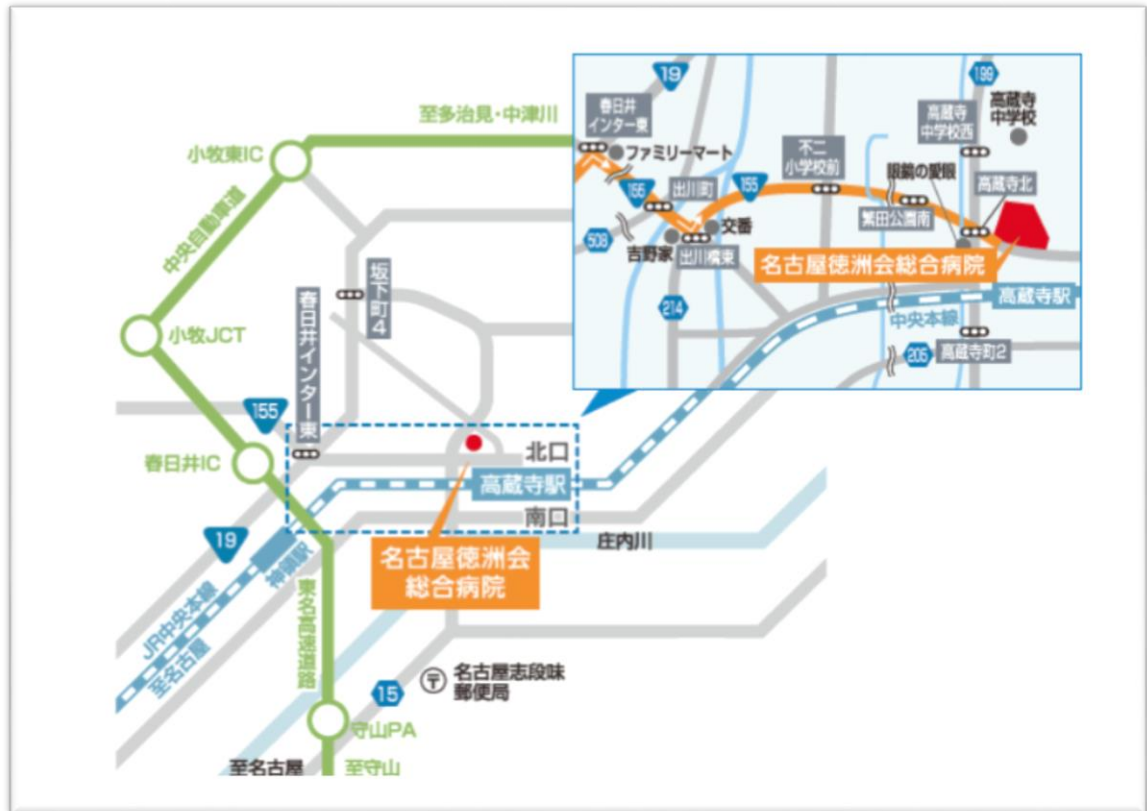 至多治見・中津川
小牧東IC
中央自動車道
小牧JCT
坂下町4
春日井インター東
155
春日井IC
19
北口
高蔵寺駅
南口
庄内川
神領駅
名古屋徳洲会
総合病院
JR中央本線
至名古屋
東名高速道路
名古屋志段味
郵便局
15
守山PA
至名古屋
至守山
19
春日井
インター東
ファミリーマート
出川町
155
不二
小学校前
199
高蔵寺
中学校西
高蔵寺
中学校
眼鏡の愛眼
高蔵寺北
繁田公園南
508
吉野家
交番
出川橋東
名古屋徳洲会総合病院
214
高蔵寺駅
中央本線
205
高蔵寺町2